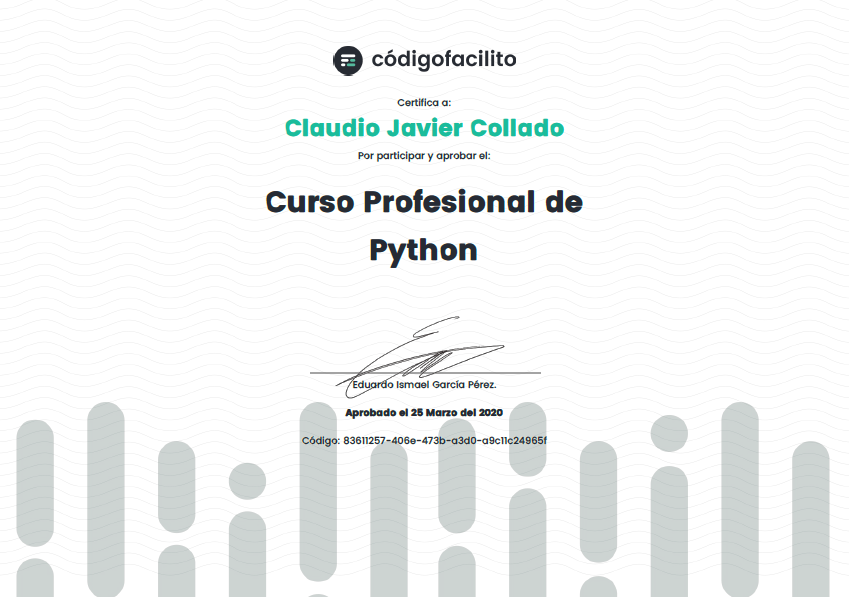 códigofacilito
Certifica a:
Claudio Javier Collado
Por participar y aprobar el:
Curso Profesional de
Python
Eduardo Ismael García Pérez.
Aprobado el 25 Marzo del 2020
Código: 83611257-406e-473b-a3d0-a9c11c24965f